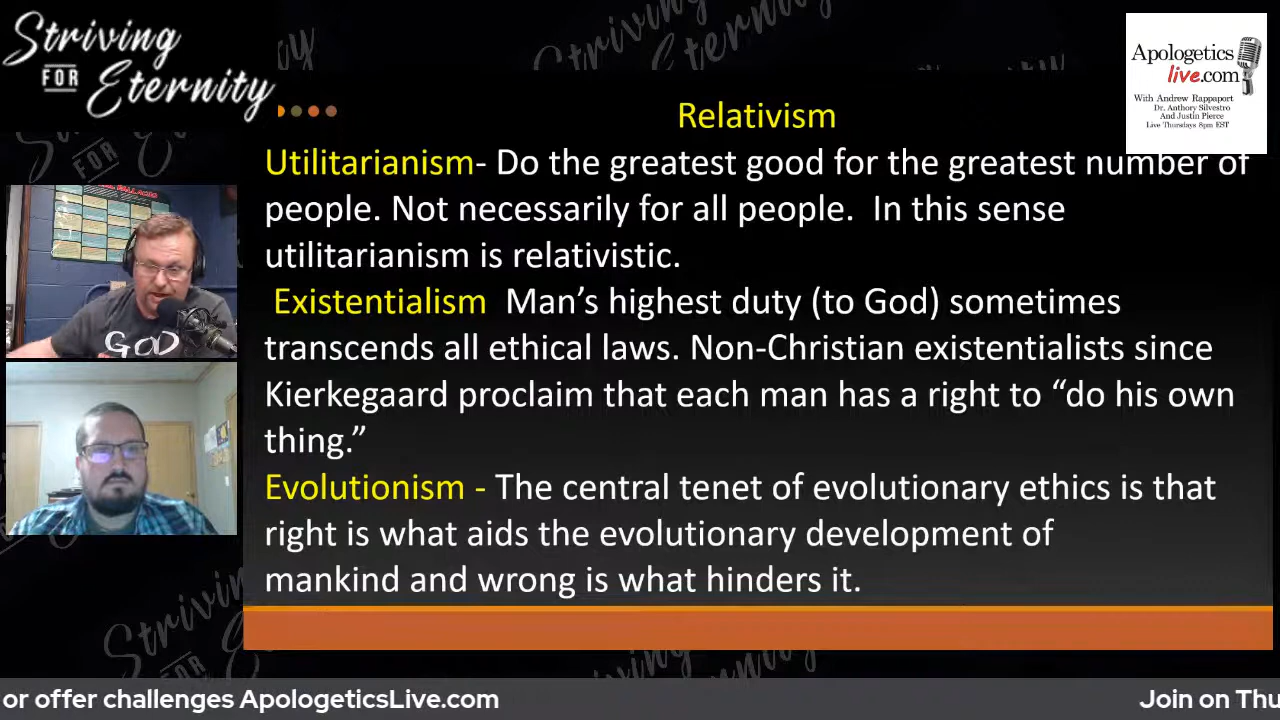 Striving
FOR
Eternity
Apologetics
live.com
With Andrew Rappaport
Dr. Anthony Silvestro
And Justin Pierce
Live Thursdays 8pm EST
Relativism
Utilitarianism- Do the greatest good for the greatest number of
people. Not necessarily for all people.  In this sense
utilitarianism is relativistic.
Existentialism  Man’s highest duty (to God) sometimes
transcends all ethical laws. Non-Christian existentialists since
Kierkegaard proclaim that each man has a right to “do his own
thing.”
Evolutionism - The central tenet of evolutionary ethics is that
right is what aids the evolutionary development of
mankind and wrong is what hinders it.
GOD
or offer challenges ApologeticsLive.com
Join on Thu